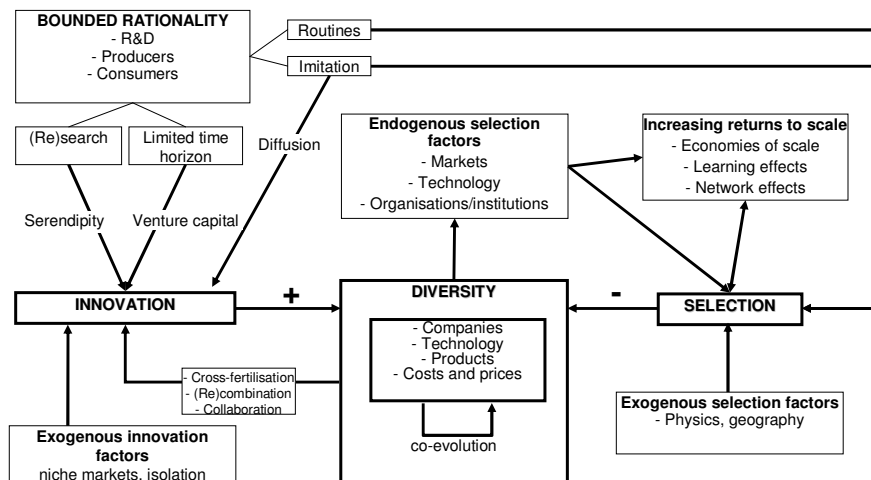 BOUNDED RATIONALITY
- R&D
- Producers
- Consumers
Routines
Imitation
(Re)search
Limited time
horizon
Diffusion
Serendipity
Venture capital
Endogenous selection
factors
- Markets
- Technology
- Organisations/institutions
Increasing returns to scale
- Economies of scale
- Learning effects
- Network effects
INNOVATION
+
DIVERSITY
- Companies
- Technology
- Products
- Costs and prices
co-evolution
-
SELECTION
- Cross-fertilisation
- (Re)combination
- Collaboration
Exogenous innovation
factors
niche markets, isolation
Exogenous selection factors
- Physics, geography